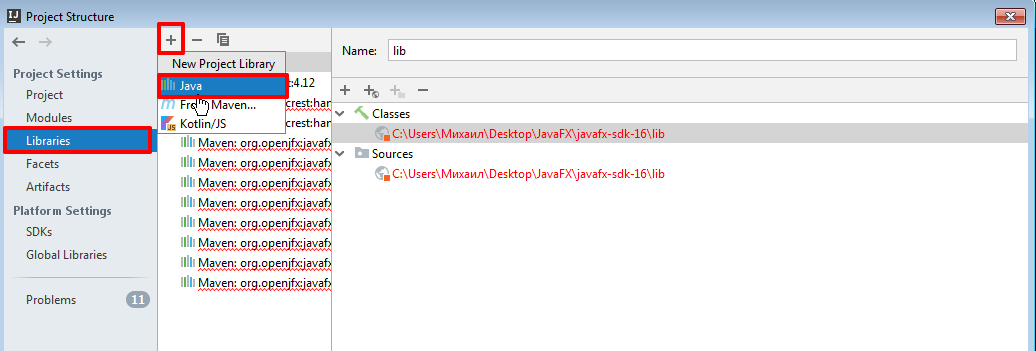 IJ Project Structure
Name: lib
Project Settings
Project
Modules
Libraries
Facets
Artifacts
Platform Settings
SDKs
Global Libraries
Problems 11
New Project Library
Java
From Maven...
Kotlin/JS
:4.12
crest:ham
crest:ham
Maven: org.openjfx:javafx
Maven: org.openjfx:javafx
Maven: org.openjfx:javafx
Maven: org.openjfx:javafx
Maven: org.openjfx:javafx
Maven: org.openjfx:javafx
Maven: org.openjfx:javafx
Maven: org.openjfx:javafx
Classes
C:\Users\Михаил\Desktop\JavaFX\javafx-sdk-16\lib
Sources
C:\Users\Михаил\Desktop\JavaFX\javafx-sdk-16\lib